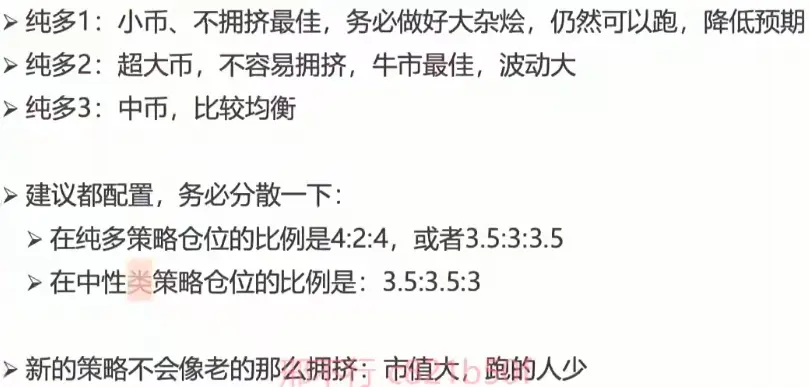 ➤ 纯多1：小币、不拥挤最佳，务必做好大杂烩，仍然可以跑，降低预期
➤ 纯多2：超大币，不容易拥挤，牛市最佳，波动大
➤ 纯多3：中币，比较均衡
➤ 建议都配置，务必分散一下：
➤ 在纯多策略仓位的比例是4:2:4，或者3.5:3:3.5
➤ 在中性类策略仓位的比例是：3.5:3.5:3
➤ 新的策略不会像老的那么拥挤：市值大、跑的人少